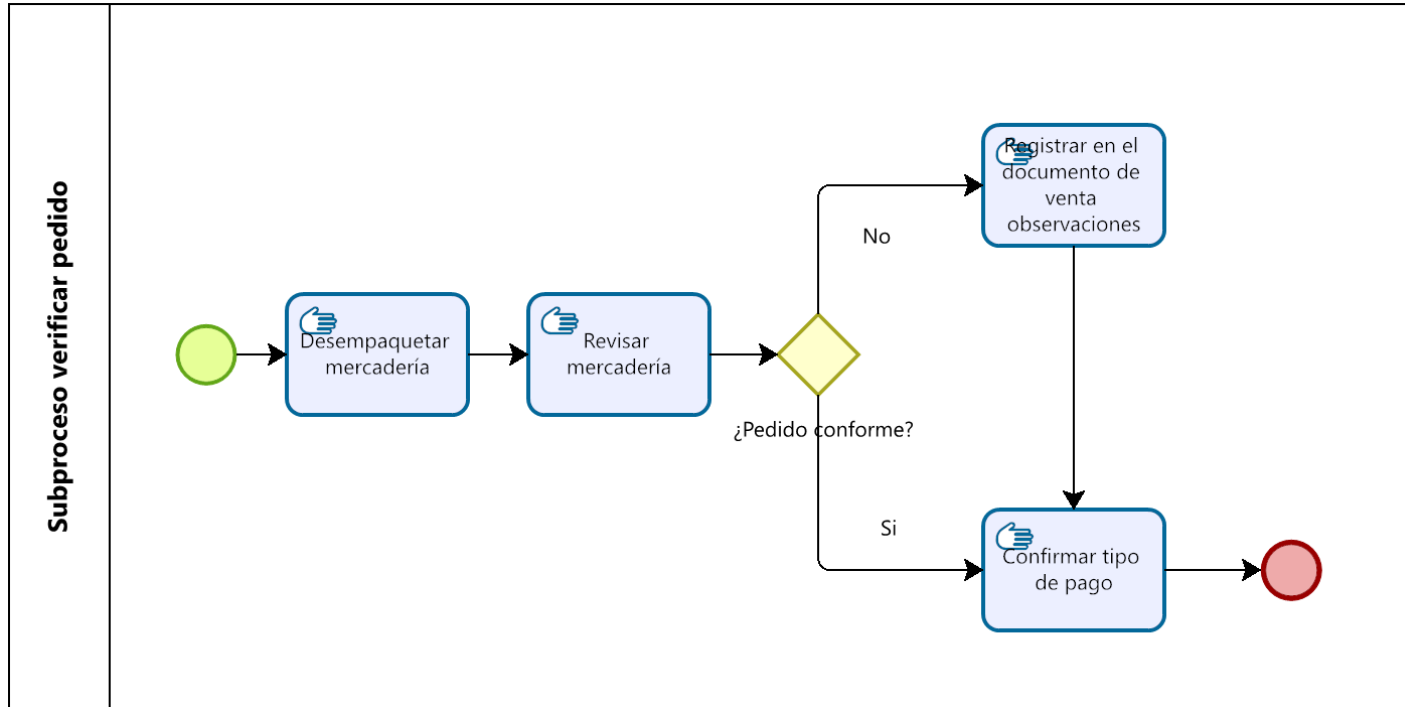 Subproceso verificar pedido
Desempaquetar
mercadería
Revisar
mercadería
¿Pedido conforme?
No
Registrar en el
documento de
venta
observaciones
Si
Confirmar tipo
de pago